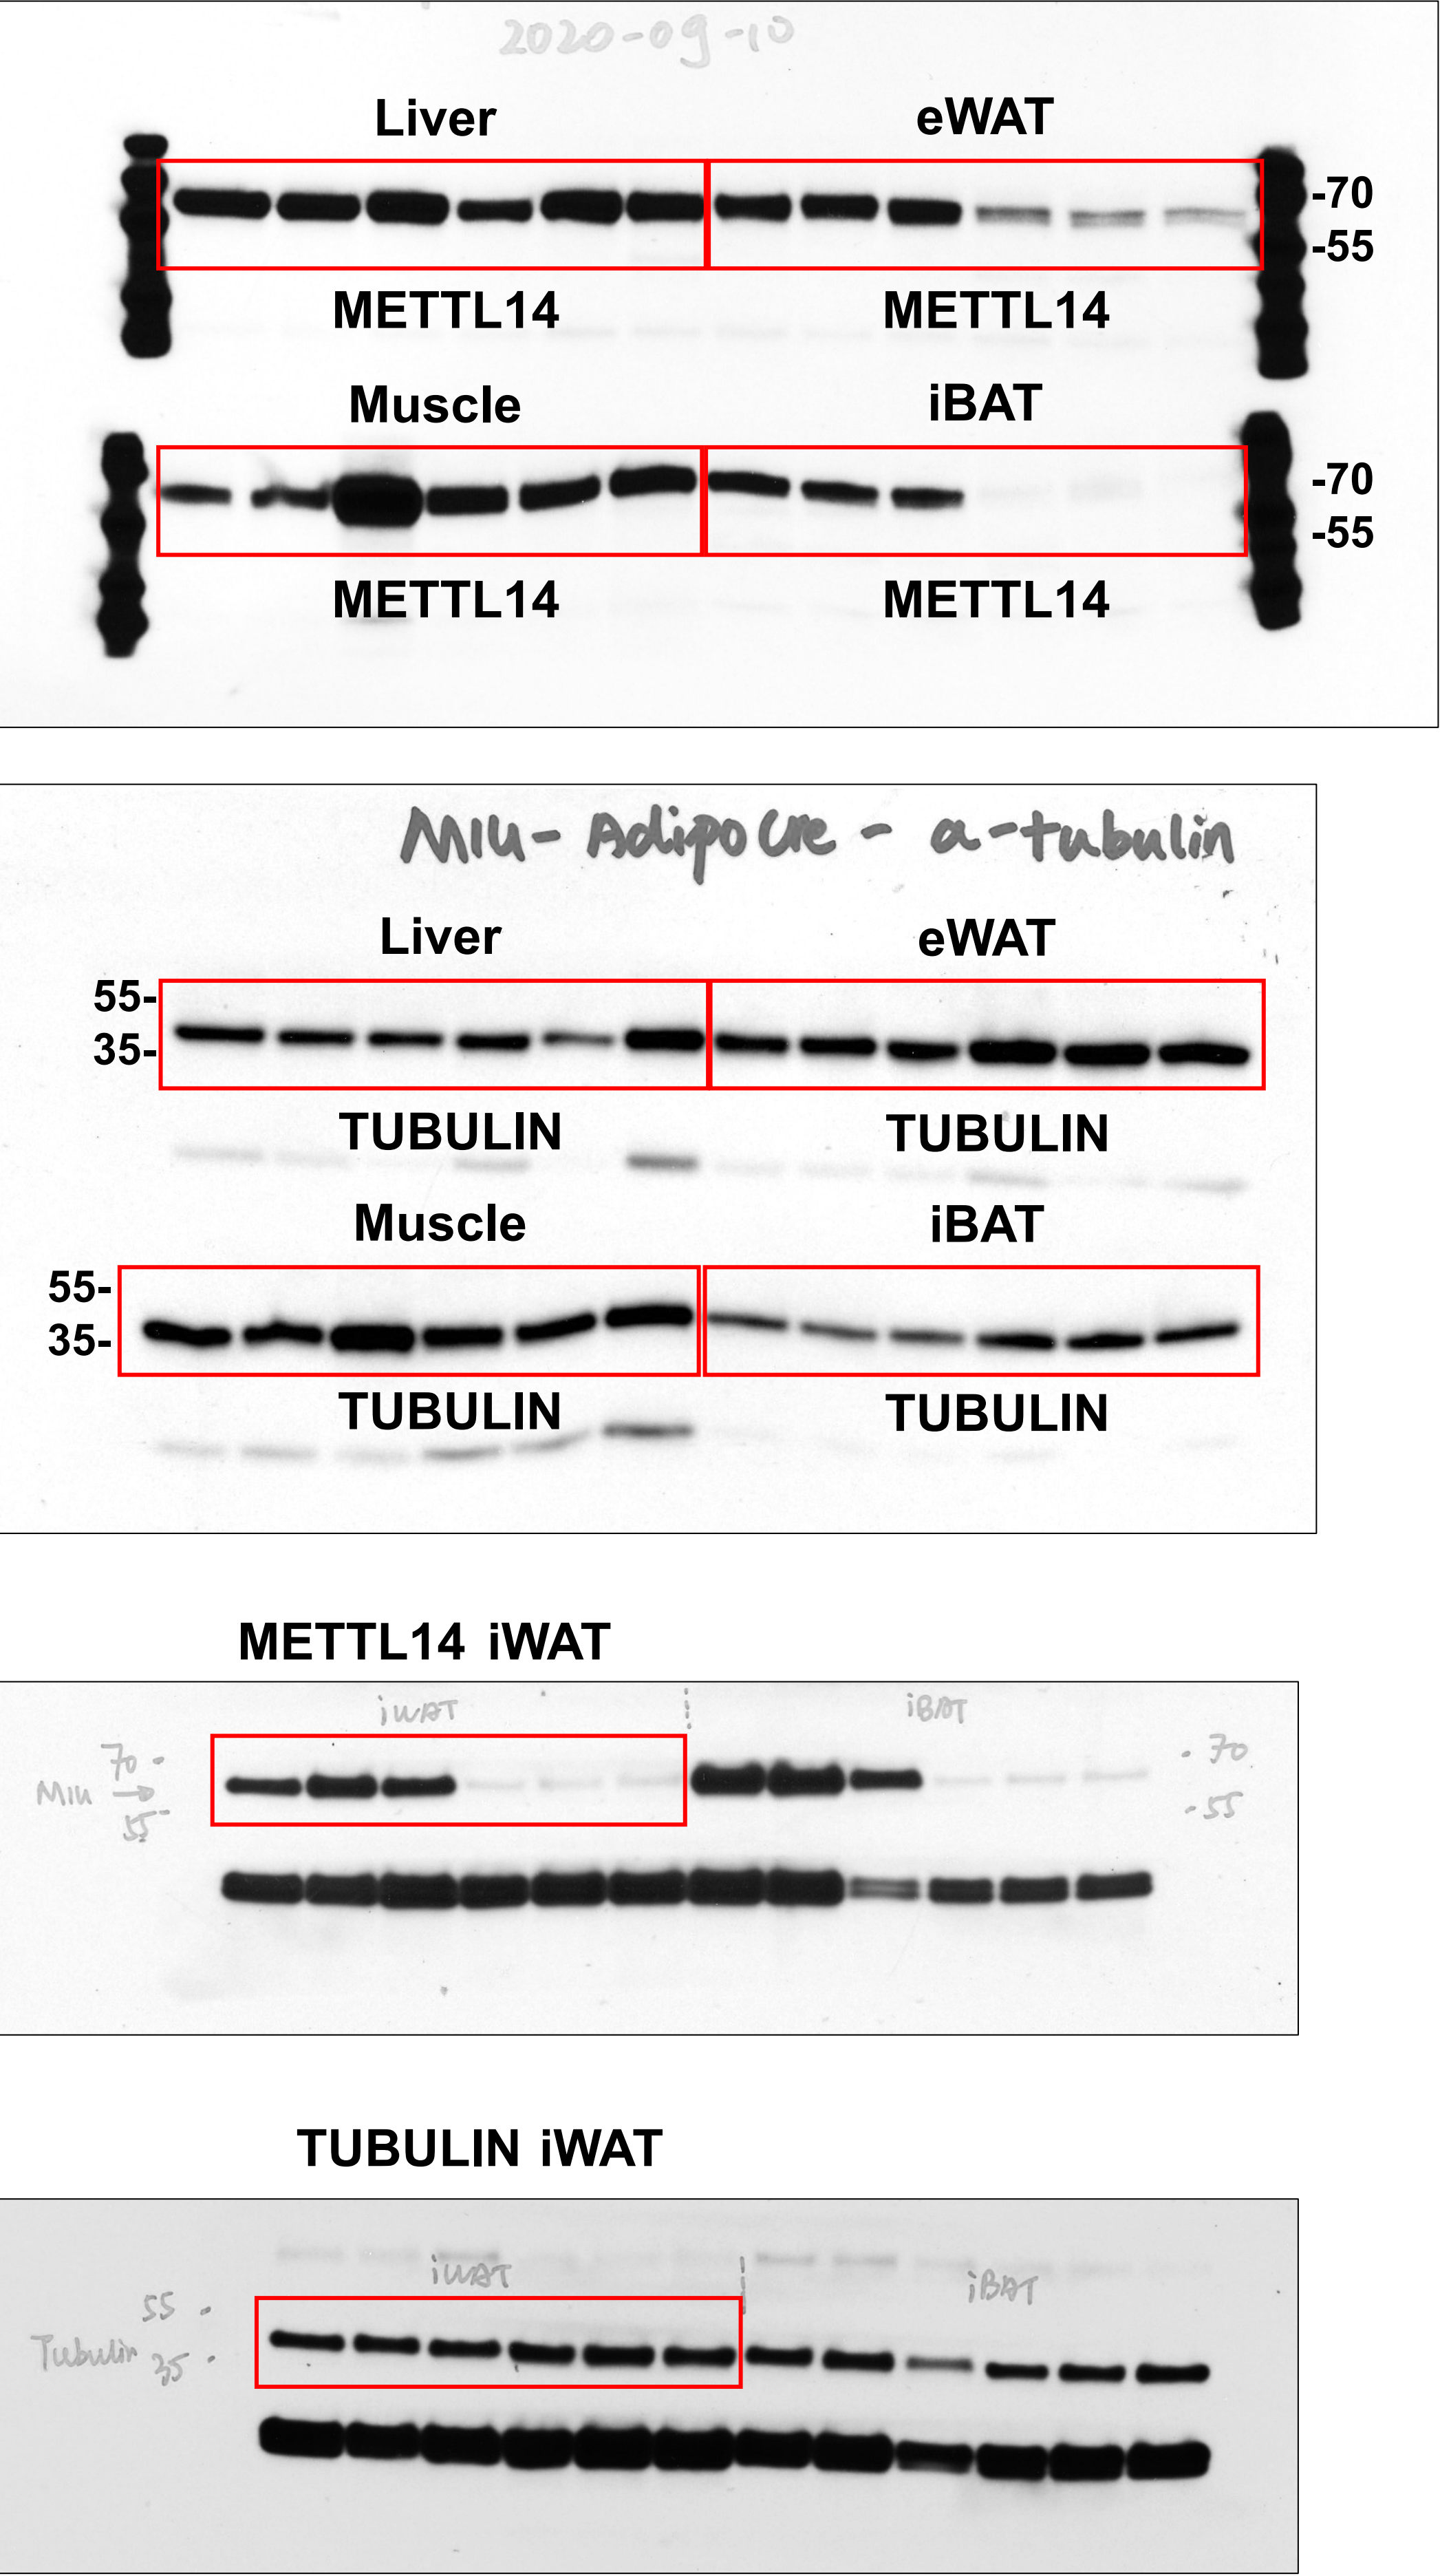 2020-09-10
Liver eWAT
-70
-55
METTL14 METTL14
Muscle iBAT
-70
-55
METTL14 METTL14
M14- AdipoCre - α-tubulin
Liver eWAT
55-
35-
TUBULIN TUBULIN
Muscle iBAT
55-
35-
TUBULIN TUBULIN
METTL14 iWAT
iWAT iBAT
70 - - 70
M14 →
55- -55
TUBULIN iWAT
iWAT iBAT
55 -
Tubulin 35 -